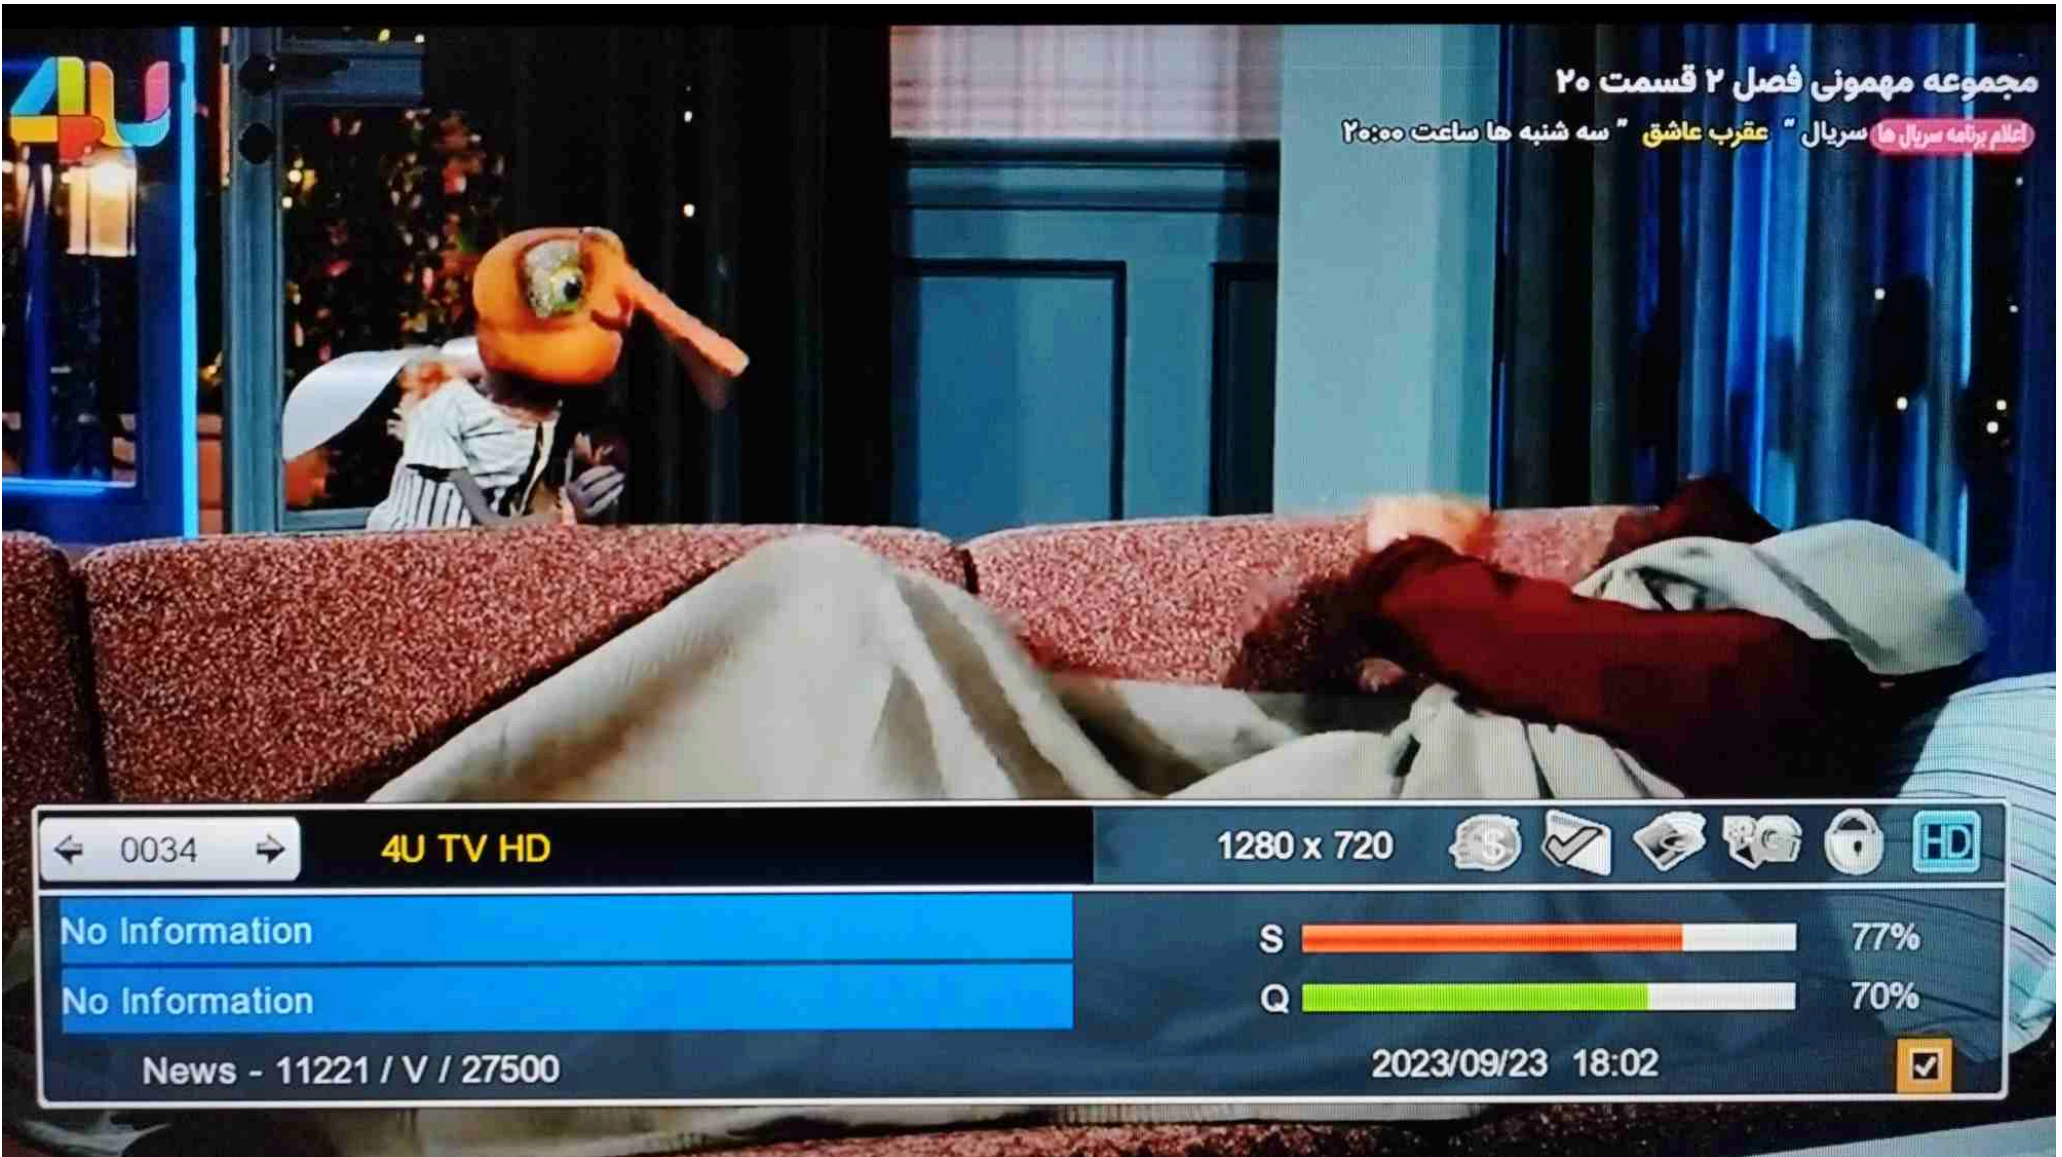 4U
مجموعه مهمونی فصل ۲ قسمت ۲۰
اعلام برنامه سریال ها سریال " عقرب عاشق " سه شنبه ها ساعت ۲۰:۰۰
0034 4U TV HD 1280 x 720 $ G HD
No Information
S 77%
No Information
Q 70%
News - 11221 / V / 27500 2023/09/23 18:02